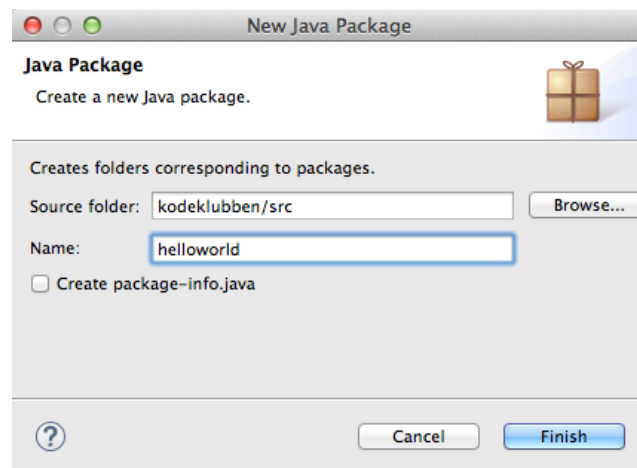 New Java Package
Java Package
Create a new Java package.
Creates folders corresponding to packages.
Source folder: kodeklubben/src Browse...
Name: helloworld
Create package-info.java
? Cancel Finish